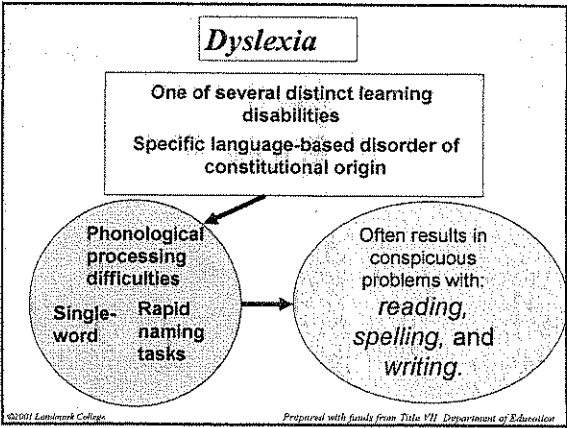 Dyslexia
One of several distinct learning
disabilities
Specific language-based disorder of
constitutional origin
Phonological
processing
difficulties
Single-
word
Rapid
naming
tasks
Often results in
conspicuous
problems with:
reading,
spelling, and
writing.
©2001 Landmark College
Prepared with funds from Title VII Department of Education